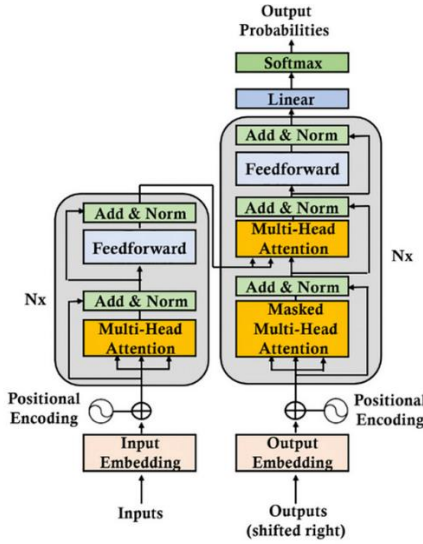 Output
Probabilities
Softmax
Linear
Add & Norm
Feedforward
Add & Norm
Multi-Head
Attention
Add & Norm
Masked
Multi-Head
Attention
Nx
Add & Norm
Feedforward
Add & Norm
Multi-Head
Attention
Nx
Positional
Encoding
Positional
Encoding
Input
Embedding
Output
Embedding
Inputs
Outputs
(shifted right)